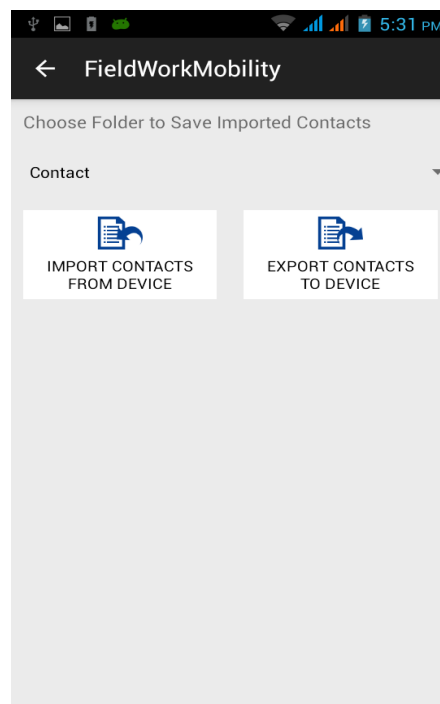 5:31 PM
FieldWorkMobility
Choose Folder to Save Imported Contacts
Contact
IMPORT CONTACTS
FROM DEVICE
EXPORT CONTACTS
TO DEVICE